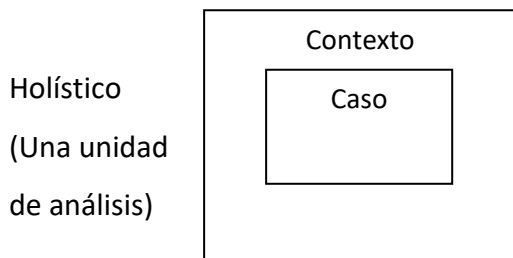 Holístico
(Una unidad
de análisis)
Contexto
Caso